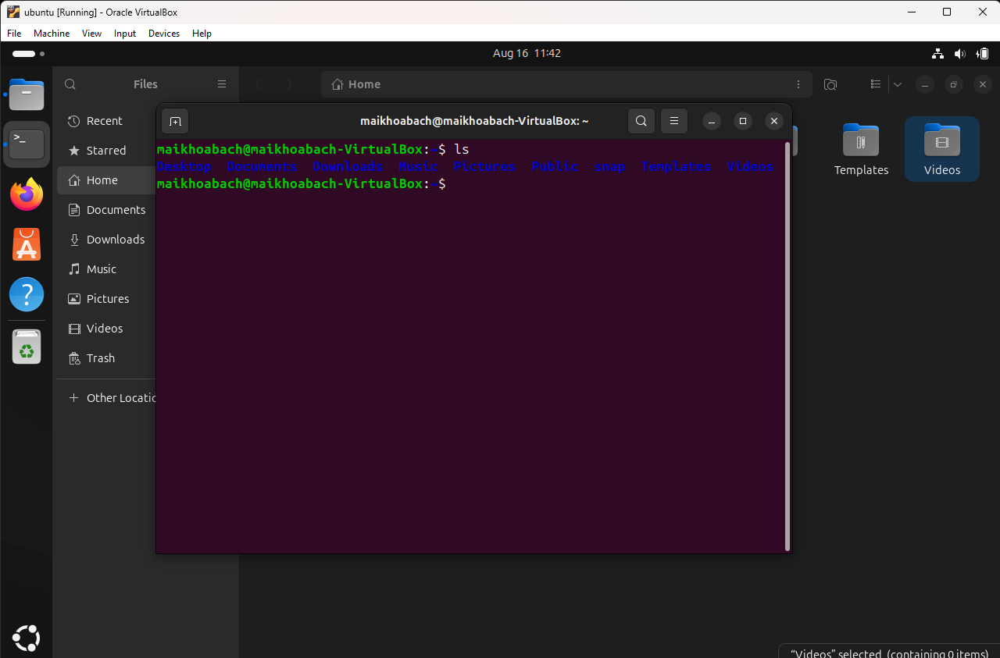 ubuntu [Running] - Oracle VirtualBox
File Machine View Input Devices Help
Aug 16 11:42
Files
Home
maikhoabach@maikhoabach-VirtualBox: ~
Recent
Starred
Home
Documents
Downloads
Music
Pictures
Videos
Trash
Other Locatio
maikhoabach@maikhoabach-VirtualBox:~$ ls
Desktop Documents Downloads Music Pictures Public snap Templates Videos
maikhoabach@maikhoabach-VirtualBox:~$
Templates
Videos
“Videos” selected (containing 0 items)